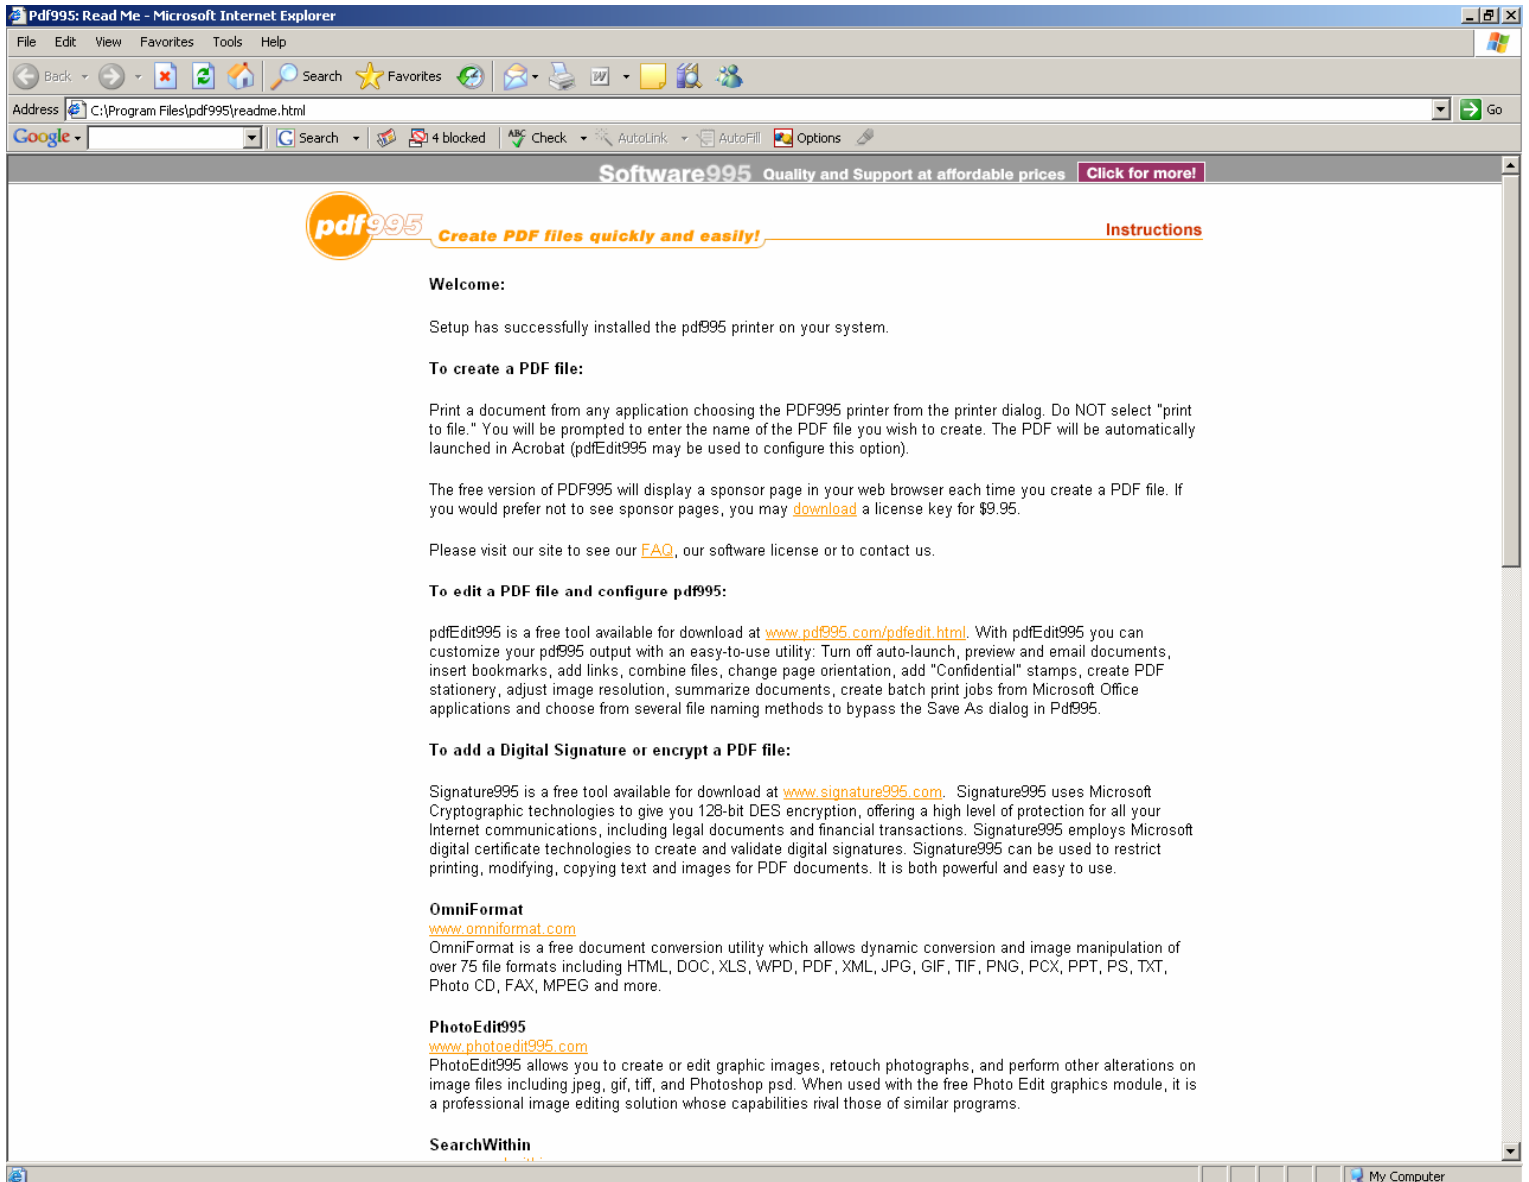 Pdf995: Read Me - Microsoft Internet Explorer
File Edit View Favorites Tools Help
Back Search Favorites
Address C:\Program Files\pdf995\readme.html Go
Google Search 4 blocked ABC Check AutoLink AutoFill Options
Software995 Quality and Support at affordable prices Click for more!
pdf995 Create PDF files quickly and easily! Instructions
Welcome:
Setup has successfully installed the pdf995 printer on your system.
To create a PDF file:
Print a document from any application choosing the PDF995 printer from the printer dialog. Do NOT select "print
to file." You will be prompted to enter the name of the PDF file you wish to create. The PDF will be automatically
launched in Acrobat (pdfEdit995 may be used to configure this option).
The free version of PDF995 will display a sponsor page in your web browser each time you create a PDF file. If
you would prefer not to see sponsor pages, you may download a license key for $9.95.
Please visit our site to see our FAQ, our software license or to contact us.
To edit a PDF file and configure pdf995:
pdfEdit995 is a free tool available for download at www.pdf995.com/pdfedit.html. With pdfEdit995 you can
customize your pdf995 output with an easy-to-use utility: Turn off auto-launch, preview and email documents,
insert bookmarks, add links, combine files, change page orientation, add "Confidential" stamps, create PDF
stationery, adjust image resolution, summarize documents, create batch print jobs from Microsoft Office
applications and choose from several file naming methods to bypass the Save As dialog in Pdf995.
To add a Digital Signature or encrypt a PDF file:
Signature995 is a free tool available for download at www.signature995.com. Signature995 uses Microsoft
Cryptographic technologies to give you 128-bit DES encryption, offering a high level of protection for all your
Internet communications, including legal documents and financial transactions. Signature995 employs Microsoft
digital certificate technologies to create and validate digital signatures. Signature995 can be used to restrict
printing, modifying, copying text and images for PDF documents. It is both powerful and easy to use.
OmniFormat
www.omniformat.com
OmniFormat is a free document conversion utility which allows dynamic conversion and image manipulation of
over 75 file formats including HTML, DOC, XLS, WPD, PDF, XML, JPG, GIF, TIF, PNG, PCX, PPT, PS, TXT,
Photo CD, FAX, MPEG and more.
PhotoEdit995
www.photoedit995.com
PhotoEdit995 allows you to create or edit graphic images, retouch photographs, and perform other alterations on
image files including jpeg, gif, tiff, and Photoshop psd. When used with the free Photo Edit graphics module, it is
a professional image editing solution whose capabilities rival those of similar programs.
SearchWithin
My Computer